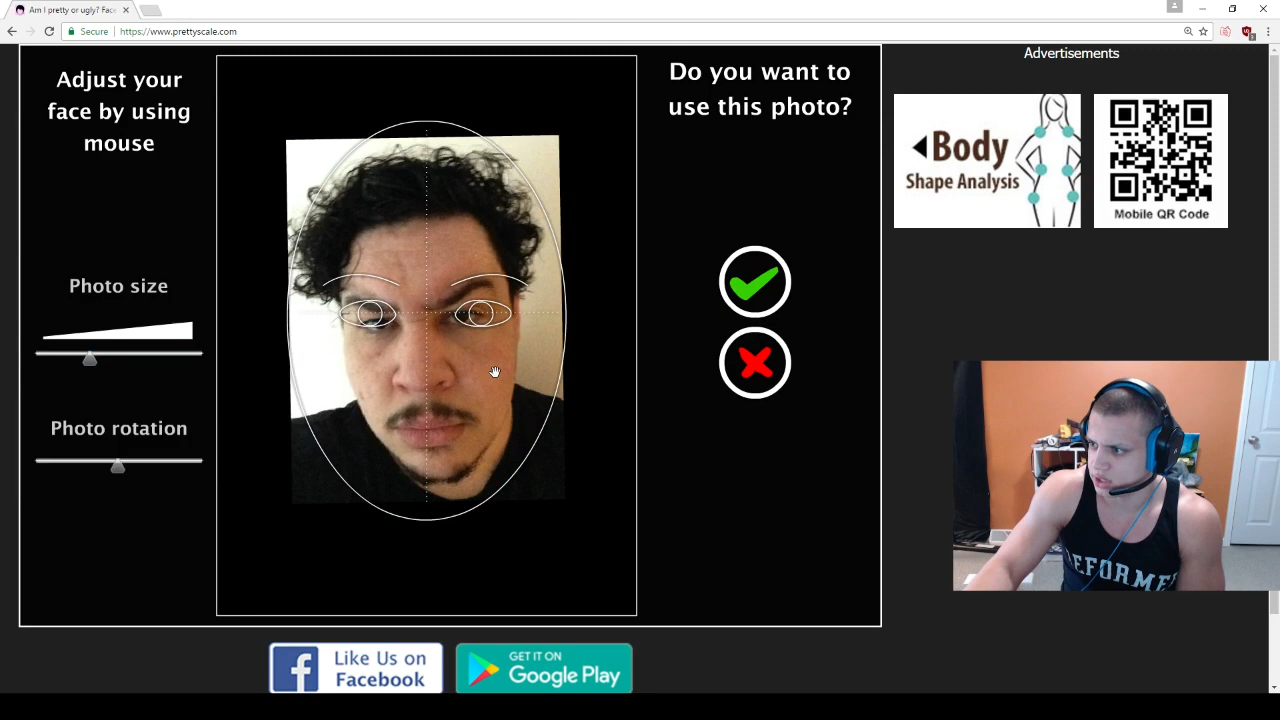 Am I pretty or ugly? Face
Secure
https://www.prettyscale.com
Adjust your
face by using
mouse
Photo size
Photo rotation
Do you want to
use this photo?
Advertisements
Body
Shape Analysis
Mobile QR Code
REFORMED
Like Us on
Facebook
GET IT ON
Google Play